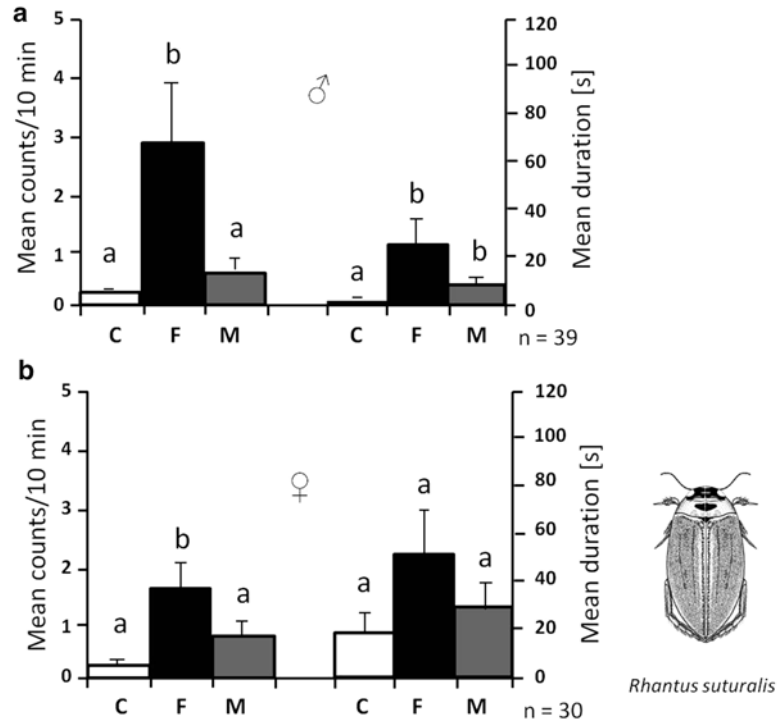 a
Mean counts/10 min
5
4
3
2
1
0
a
b
a
a
b
b
♂
C
F
M
C
F
M
n = 39
120
100
80
60
40
20
0
Mean duration [s]
b
Mean counts/10 min
5
4
3
2
1
0
a
b
a
a
a
a
♀
C
F
M
C
F
M
n = 30
120
100
80
60
40
20
0
Mean duration [s]
Rhantus suturalis